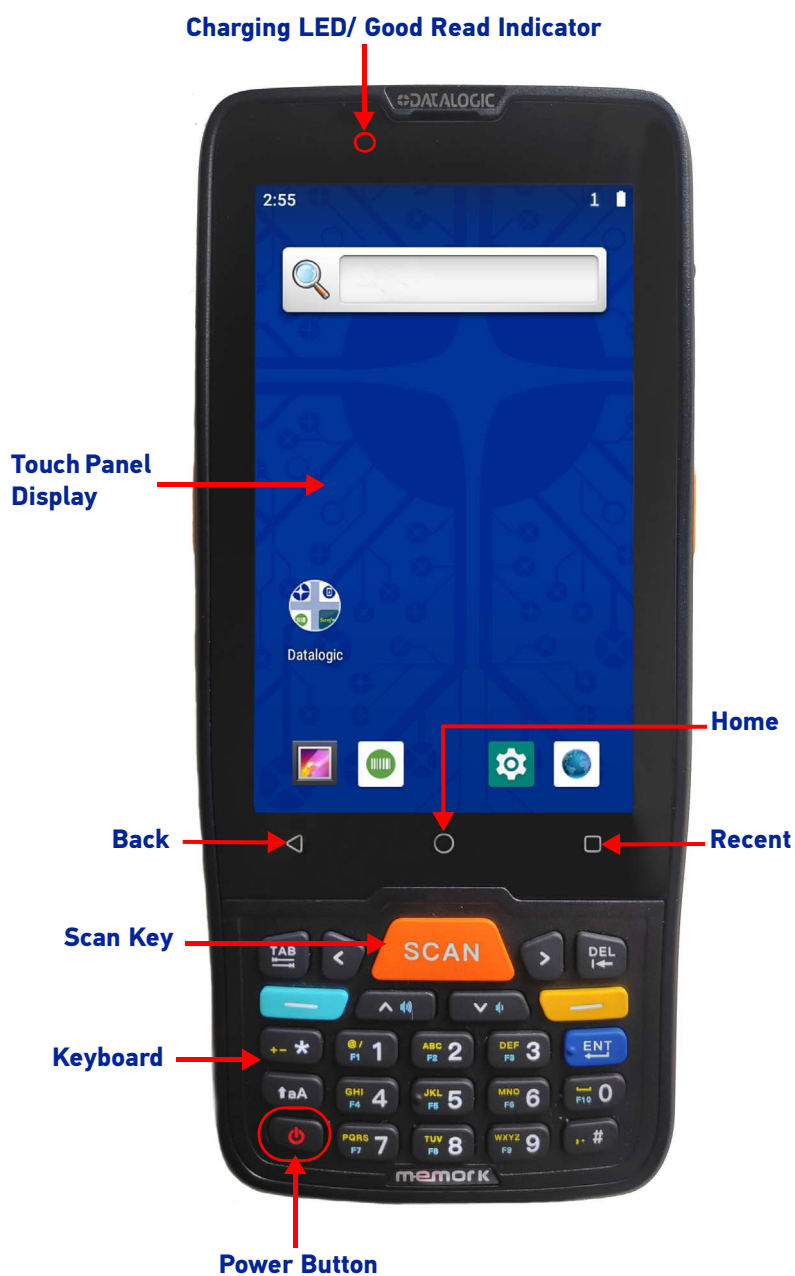 Charging LED/ Good Read Indicator
DATALOGIC
2:55 1
Touch Panel
Display
Datalogic
Home
Back
Recent
Scan Key
TAB < SCAN > DEL
Keyboard
+- * @/ F1 1 ABC F2 2 DEF F3 3 ENT
aA GHI F4 4 JKL F5 5 MNO F6 6 F10 0
PQRS F7 7 TUV F8 8 WXYZ F9 9 ,. #
memor K
Power Button